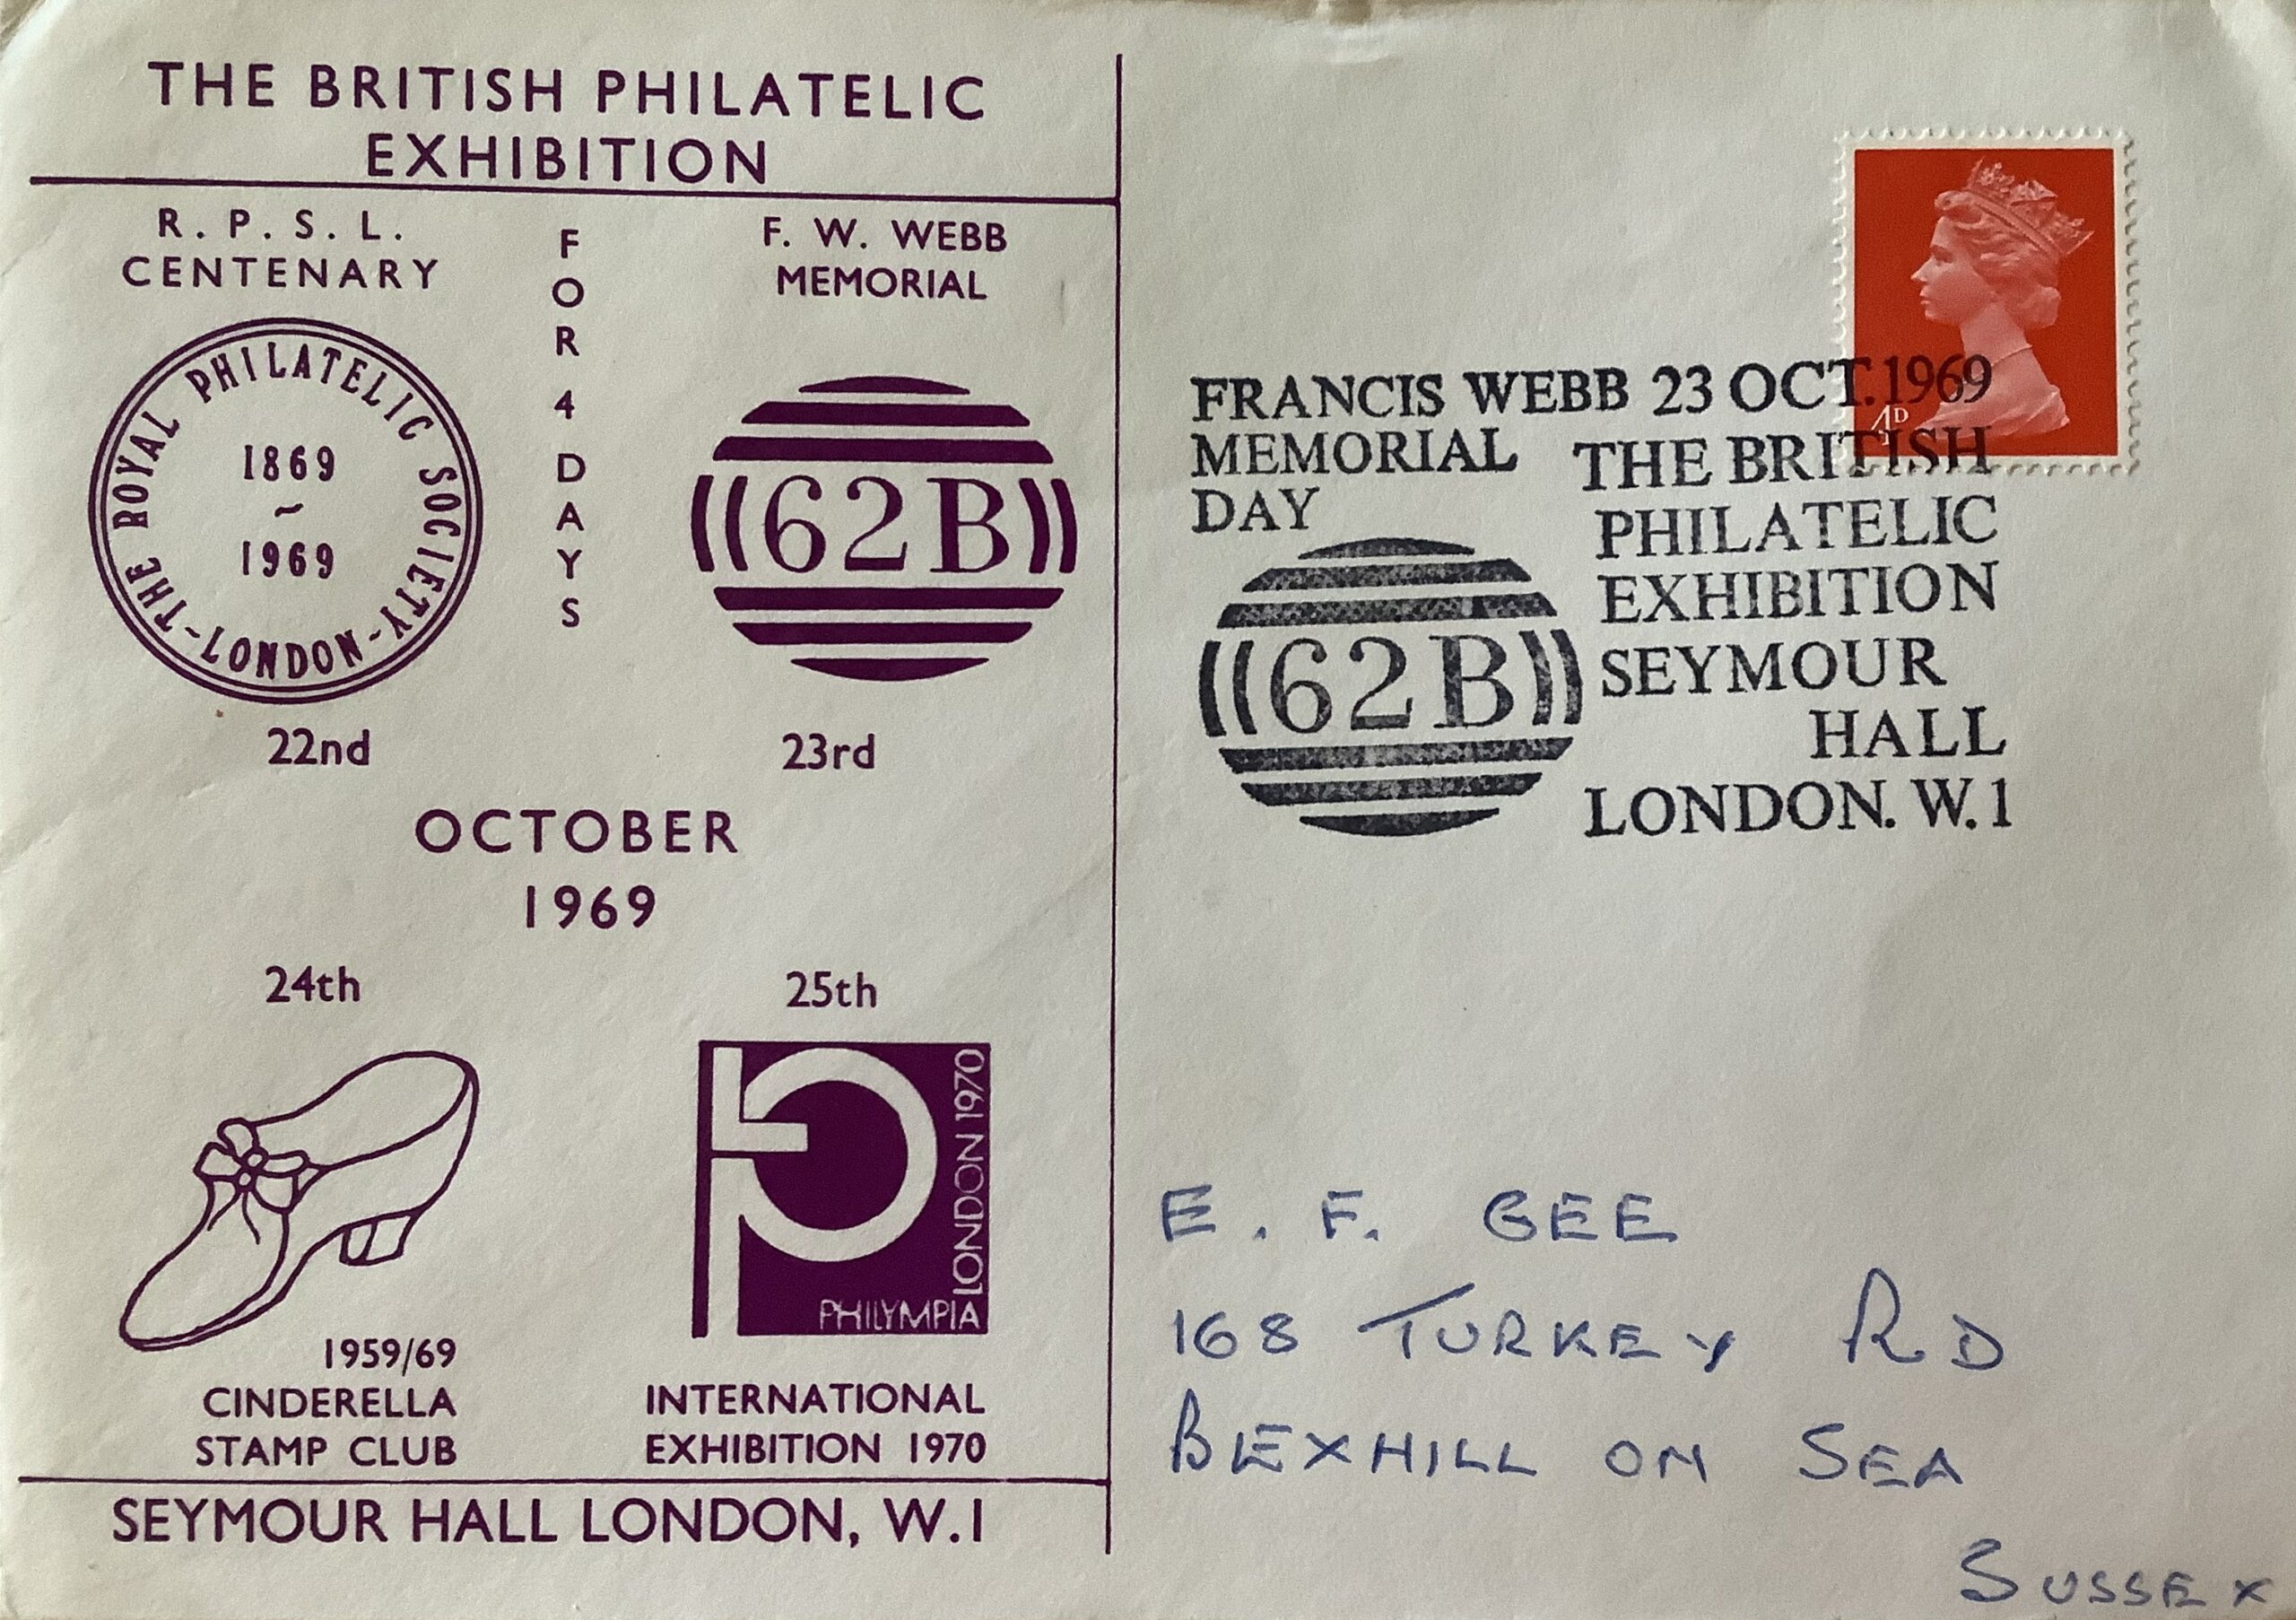 THE BRITISH PHILATELIC
EXHIBITION
R. P. S. L.
CENTENARY
THE ROYAL PHILATELIC SOCIETY
-LONDON-
1869
~
1969
22nd
FOR 4 DAYS
F. W. WEBB
MEMORIAL
((62B))
23rd
OCTOBER
1969
24th
1959/69
CINDERELLA
STAMP CLUB
25th
LONDON 1970
PHILYMPIA
INTERNATIONAL
EXHIBITION 1970
SEYMOUR HALL LONDON, W.1
4D
FRANCIS WEBB 23 OCT. 1969
MEMORIAL
DAY
((62B))
THE BRITISH
PHILATELIC
EXHIBITION
SEYMOUR
HALL
LONDON. W.1
E. F. GEE
168 TURKEY RD
BEXHILL ON SEA
SUSSEX